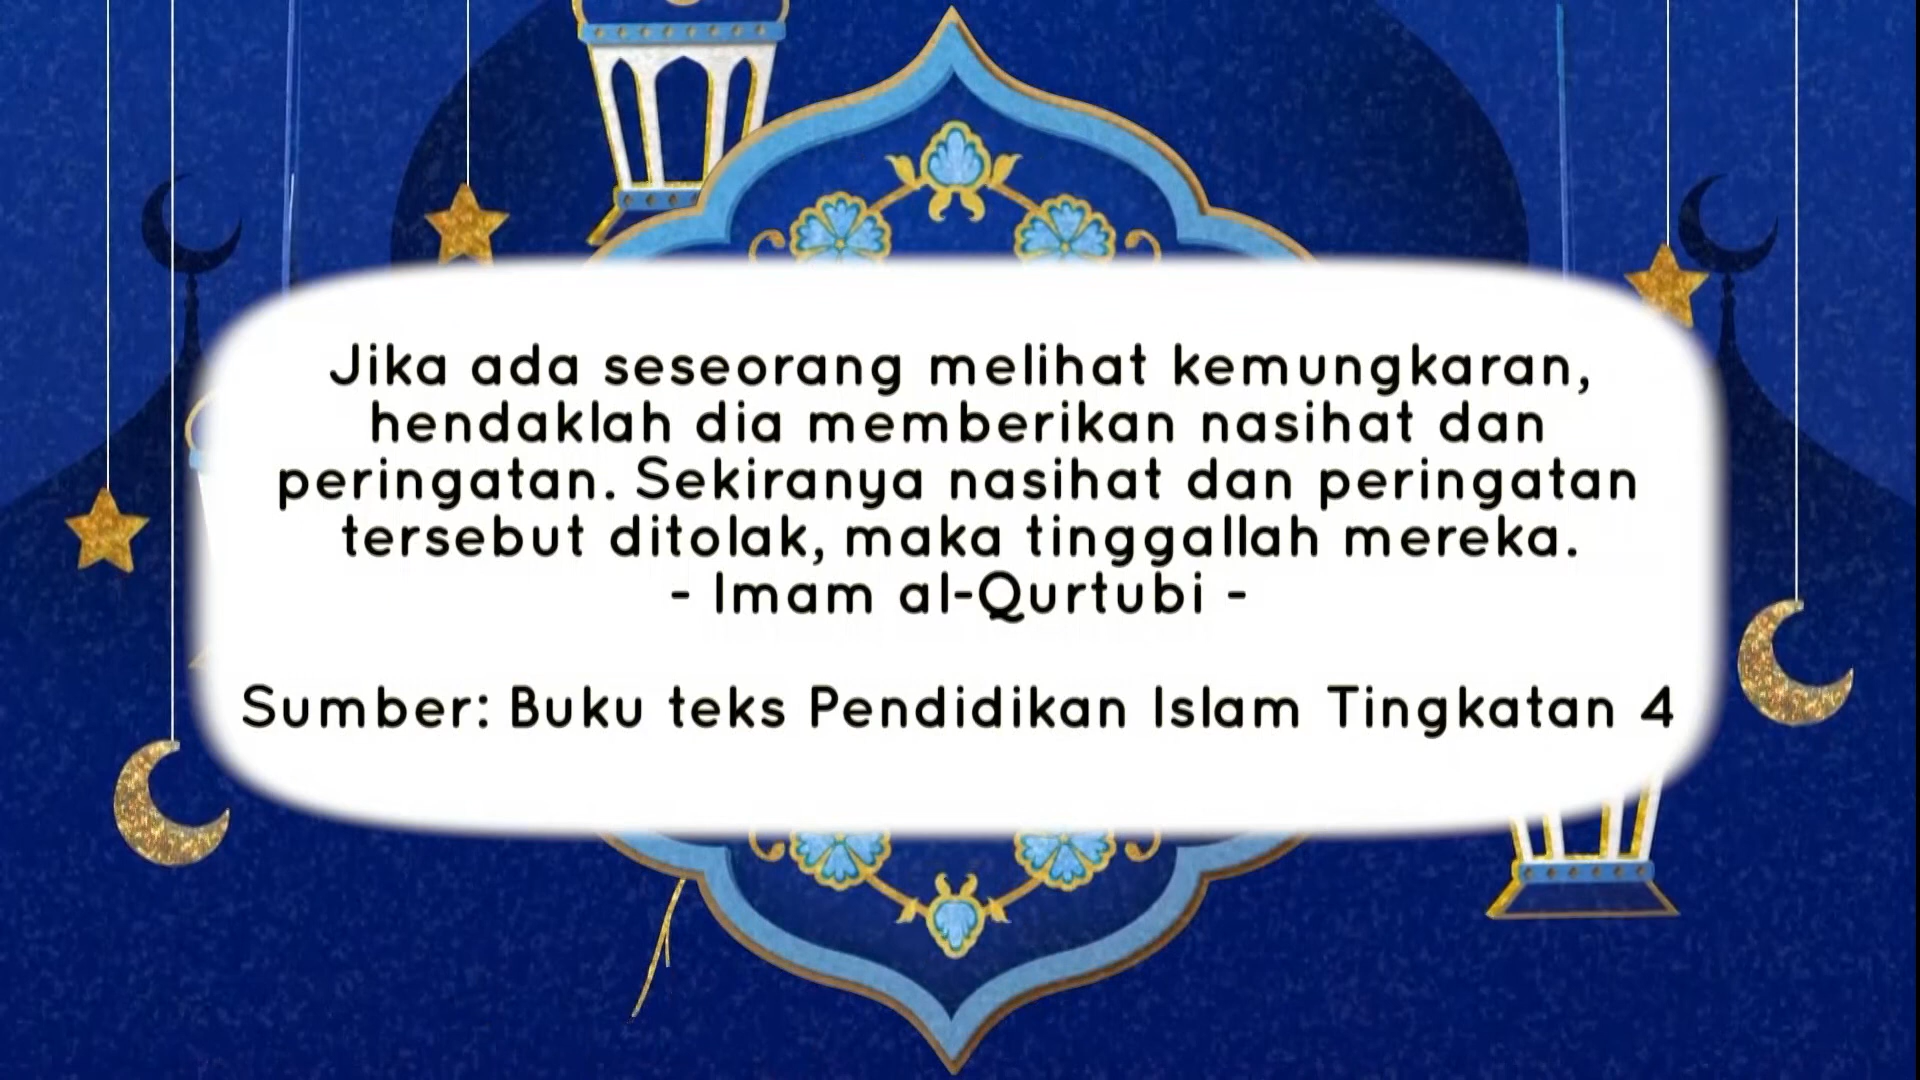 Jika ada seseorang melihat kemungkaran,
hendaklah dia memberikan nasihat dan
peringatan. Sekiranya nasihat dan peringatan
tersebut ditolak, maka tinggallah mereka.
- Imam al-Qurtubi -
Sumber: Buku teks Pendidikan Islam Tingkatan 4